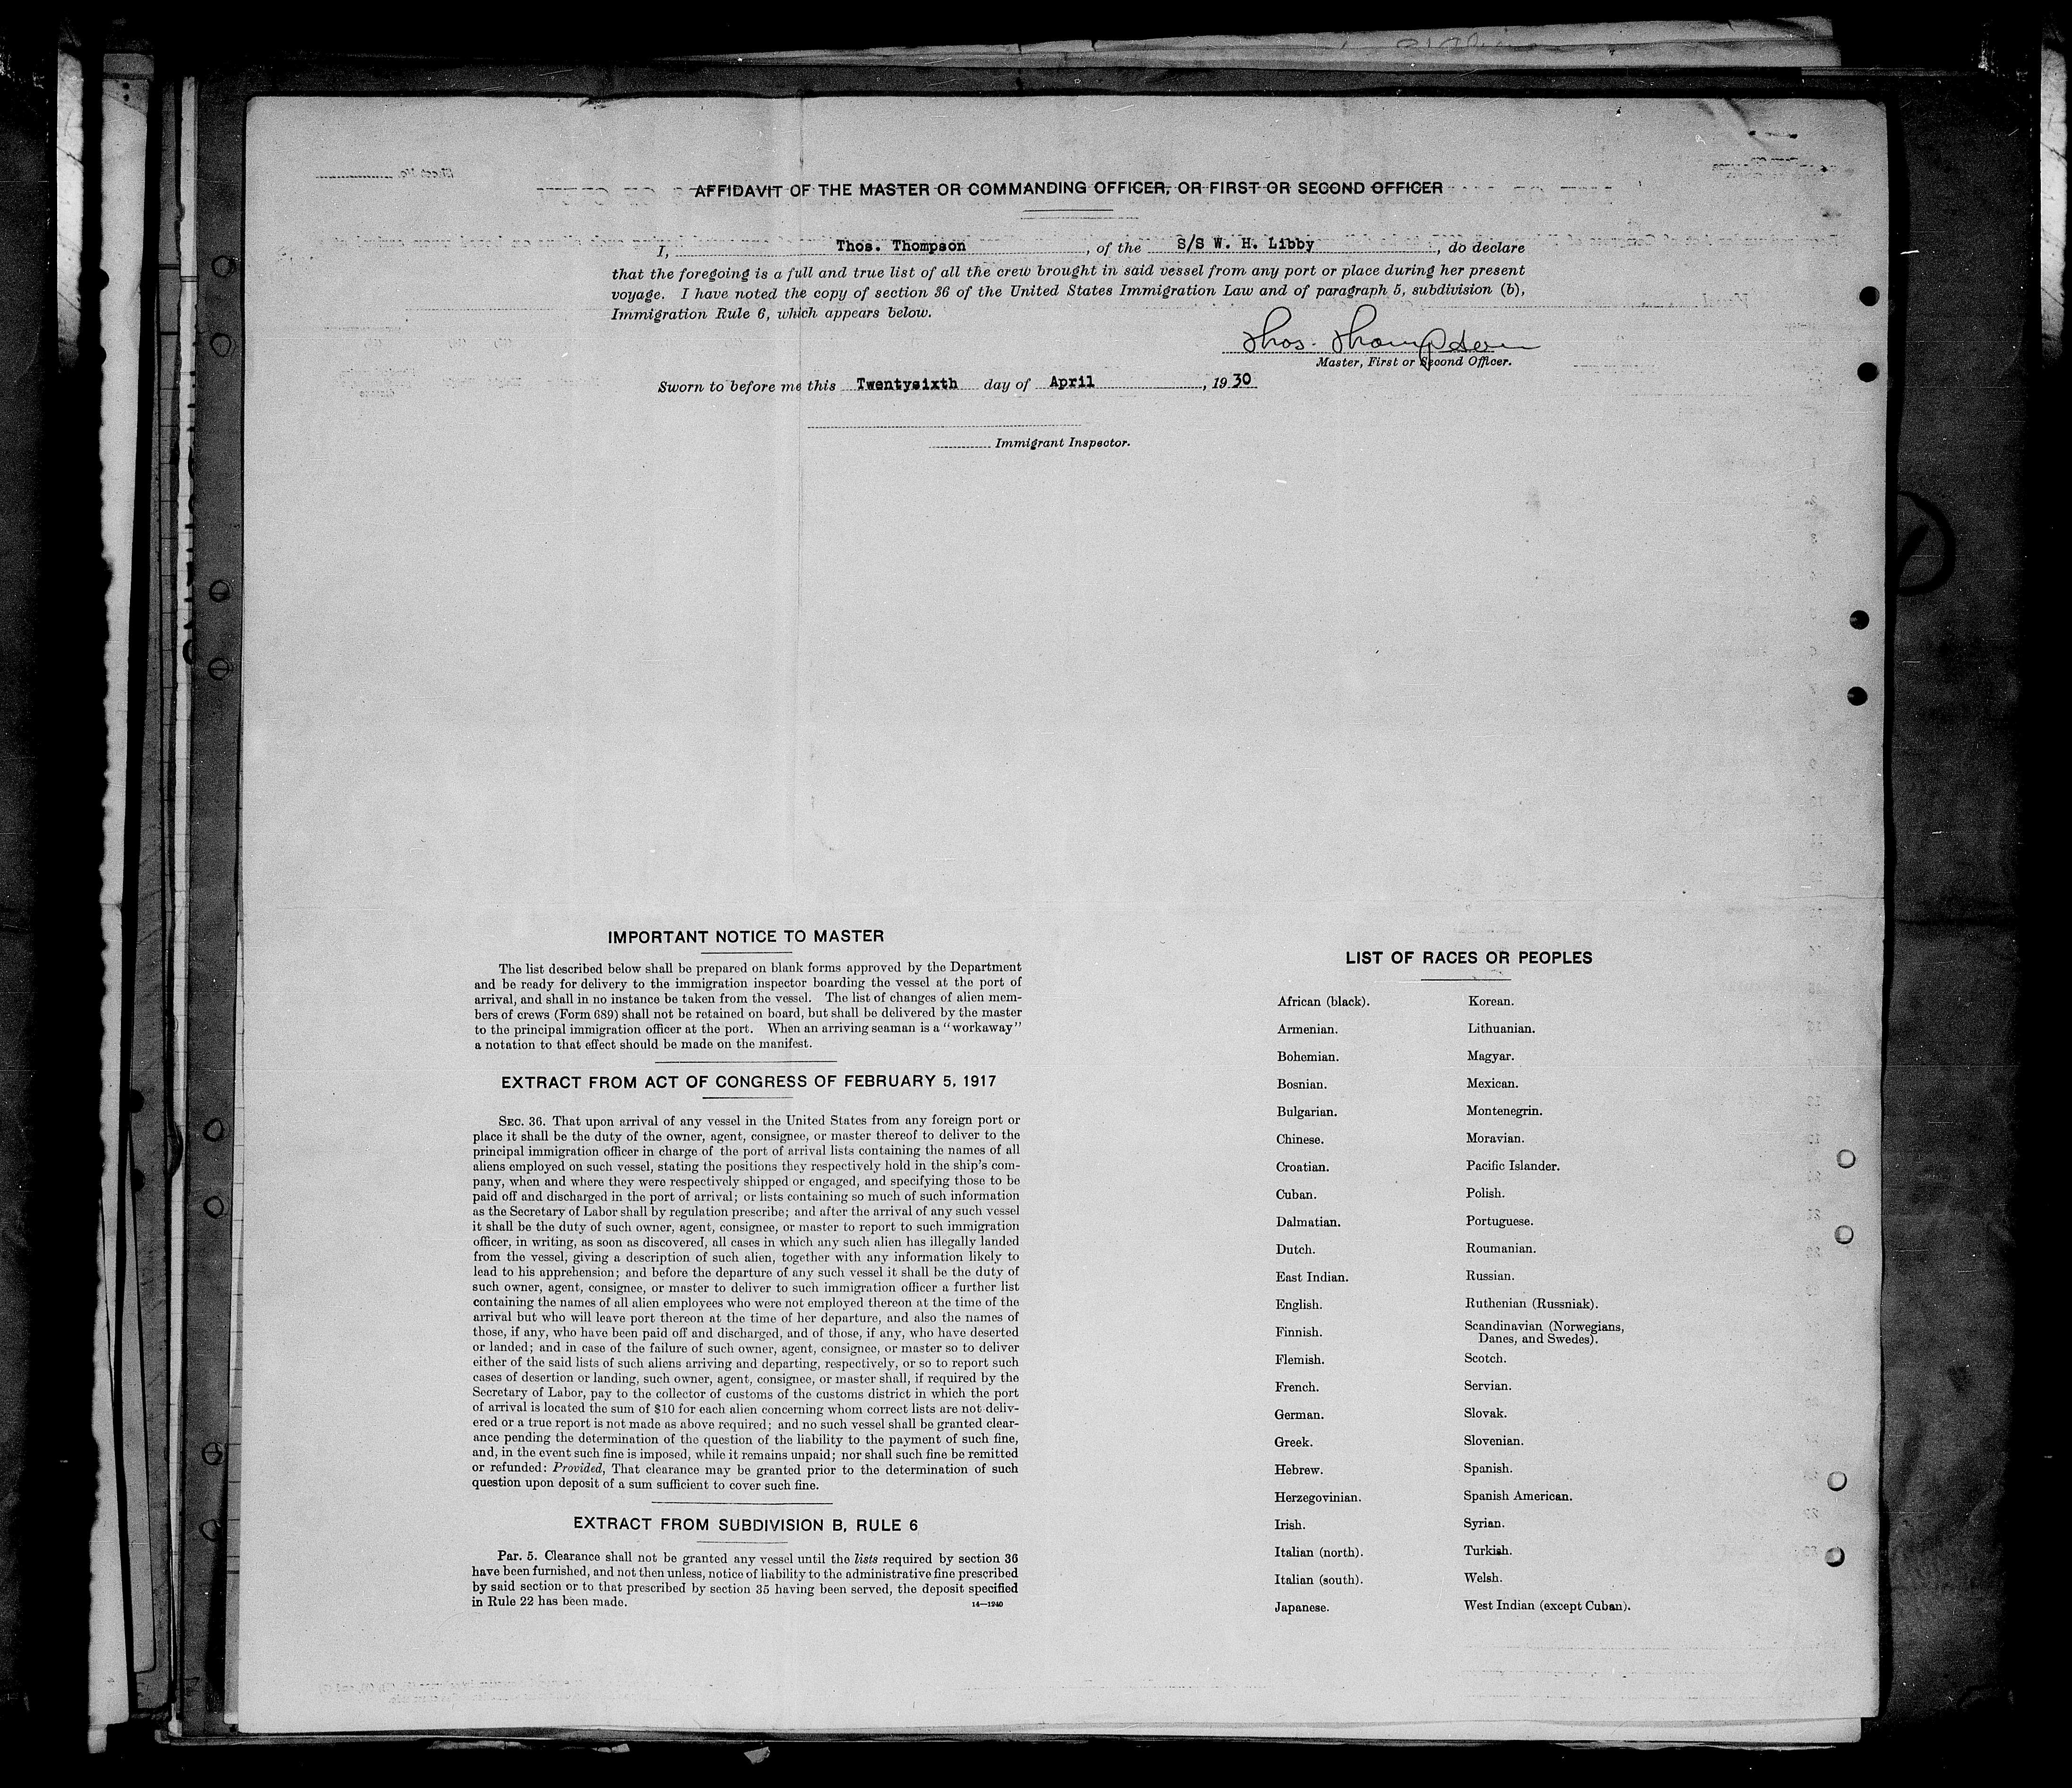 AFFIDAVIT OF THE MASTER OR COMMANDING OFFICER, OR FIRST OR SECOND OFFICER
I, Thos. Thompson, of the S/S W. H. Libby, do declare
that the foregoing is a full and true list of all the crew brought in said vessel from any port or place during her present
voyage. I have noted the copy of section 36 of the United States Immigration Law and of paragraph 5, subdivision (b),
Immigration Rule 6, which appears below.
Thos. Thompson
Master, First or Second Officer.
Sworn to before me this Twentysixth day of April, 1930
Immigrant Inspector.
IMPORTANT NOTICE TO MASTER
The list described below shall be prepared on blank forms approved by the Department
and be ready for delivery to the immigration inspector boarding the vessel at the port of
arrival, and shall in no instance be taken from the vessel. The list of changes of alien mem-
bers of crews (Form 689) shall not be retained on board, but shall be delivered by the master
to the principal immigration officer at the port. When an arriving seaman is a "workaway"
a notation to that effect should be made on the manifest.
EXTRACT FROM ACT OF CONGRESS OF FEBRUARY 5, 1917
SEC. 36. That upon arrival of any vessel in the United States from any foreign port or
place it shall be the duty of the owner, agent, consignee, or master thereof to deliver to the
principal immigration officer in charge of the port of arrival lists containing the names of all
aliens employed on such vessel, stating the positions they respectively hold in the ship's com-
pany, when and where they were respectively shipped or engaged, and specifying those to be
paid off and discharged in the port of arrival; or lists containing so much of such information
as the Secretary of Labor shall by regulation prescribe; and after the arrival of any such vessel
it shall be the duty of such owner, agent, consignee, or master to report to such immigration
officer, in writing, as soon as discovered, all cases in which any such alien has illegally landed
from the vessel, giving a description of such alien, together with any information likely to
lead to his apprehension; and before the departure of any such vessel it shall be the duty of
such owner, agent, consignee, or master to deliver to such immigration officer a further list
containing the names of all alien employees who were not employed thereon at the time of the
arrival but who will leave port thereon at the time of her departure, and also the names of
those, if any, who have been paid off and discharged, and of those, if any, who have deserted
or landed; and in case of the failure of such owner, agent, consignee, or master so to deliver
either of the said lists of such aliens arriving and departing, respectively, or so to report such
cases of desertion or landing, such owner, agent, consignee, or master shall, if required by the
Secretary of Labor, pay to the collector of customs of the customs district in which the port
of arrival is located the sum of $10 for each alien concerning whom correct lists are not deliv-
ered or a true report is not made as above required; and no such vessel shall be granted clear-
ance pending the determination of the question of the liability to the payment of such fine,
and, in the event such fine is imposed, while it remains unpaid; nor shall such fine be remitted
or refunded: Provided, That clearance may be granted prior to the determination of such
question upon deposit of a sum sufficient to cover such fine.
EXTRACT FROM SUBDIVISION B, RULE 6
Par. 5. Clearance shall not be granted any vessel until the lists required by section 36
have been furnished, and not then unless, notice of liability to the administrative fine prescribed
by said section or to that prescribed by section 35 having been served, the deposit specified
in Rule 22 has been made.
14—1240
LIST OF RACES OR PEOPLES
African (black).
Armenian.
Bohemian.
Bosnian.
Bulgarian.
Chinese.
Croatian.
Cuban.
Dalmatian.
Dutch.
East Indian.
English.
Finnish.
Flemish.
French.
German.
Greek.
Hebrew.
Herzegovinian.
Irish.
Italian (north).
Italian (south).
Japanese.
Korean.
Lithuanian.
Magyar.
Mexican.
Montenegrin.
Moravian.
Pacific Islander.
Polish.
Portuguese.
Roumanian.
Russian.
Ruthenian (Russniak).
Scandinavian (Norwegians,
Danes, and Swedes).
Scotch.
Servian.
Slovak.
Slovenian.
Spanish.
Spanish American.
Syrian.
Turkish.
Welsh.
West Indian (except Cuban).